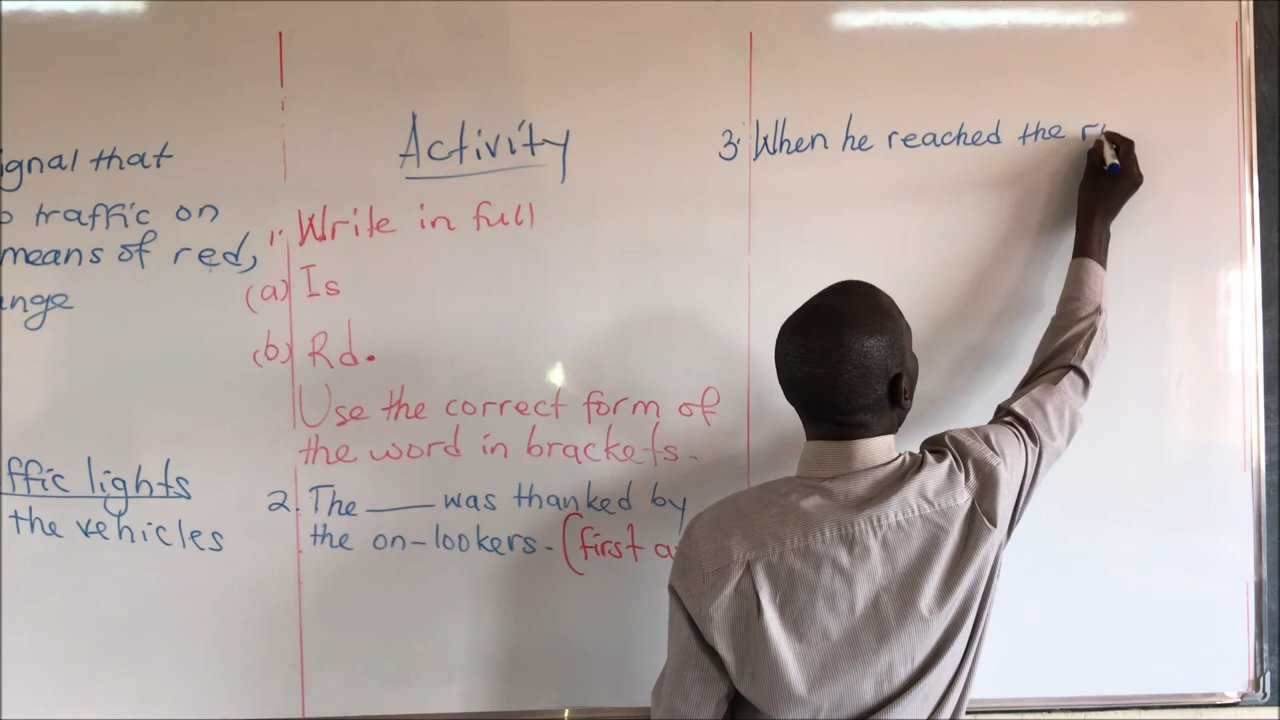 ignal that
traffic on
means of red,
ange
ffic lights
the vehicles
Activity
1. Write in full
(a) Is
(b) Rd.
Use the correct form of
the word in brackets.
2. The ____ was thanked by
the on-lookers. (first a
3. When he reached the